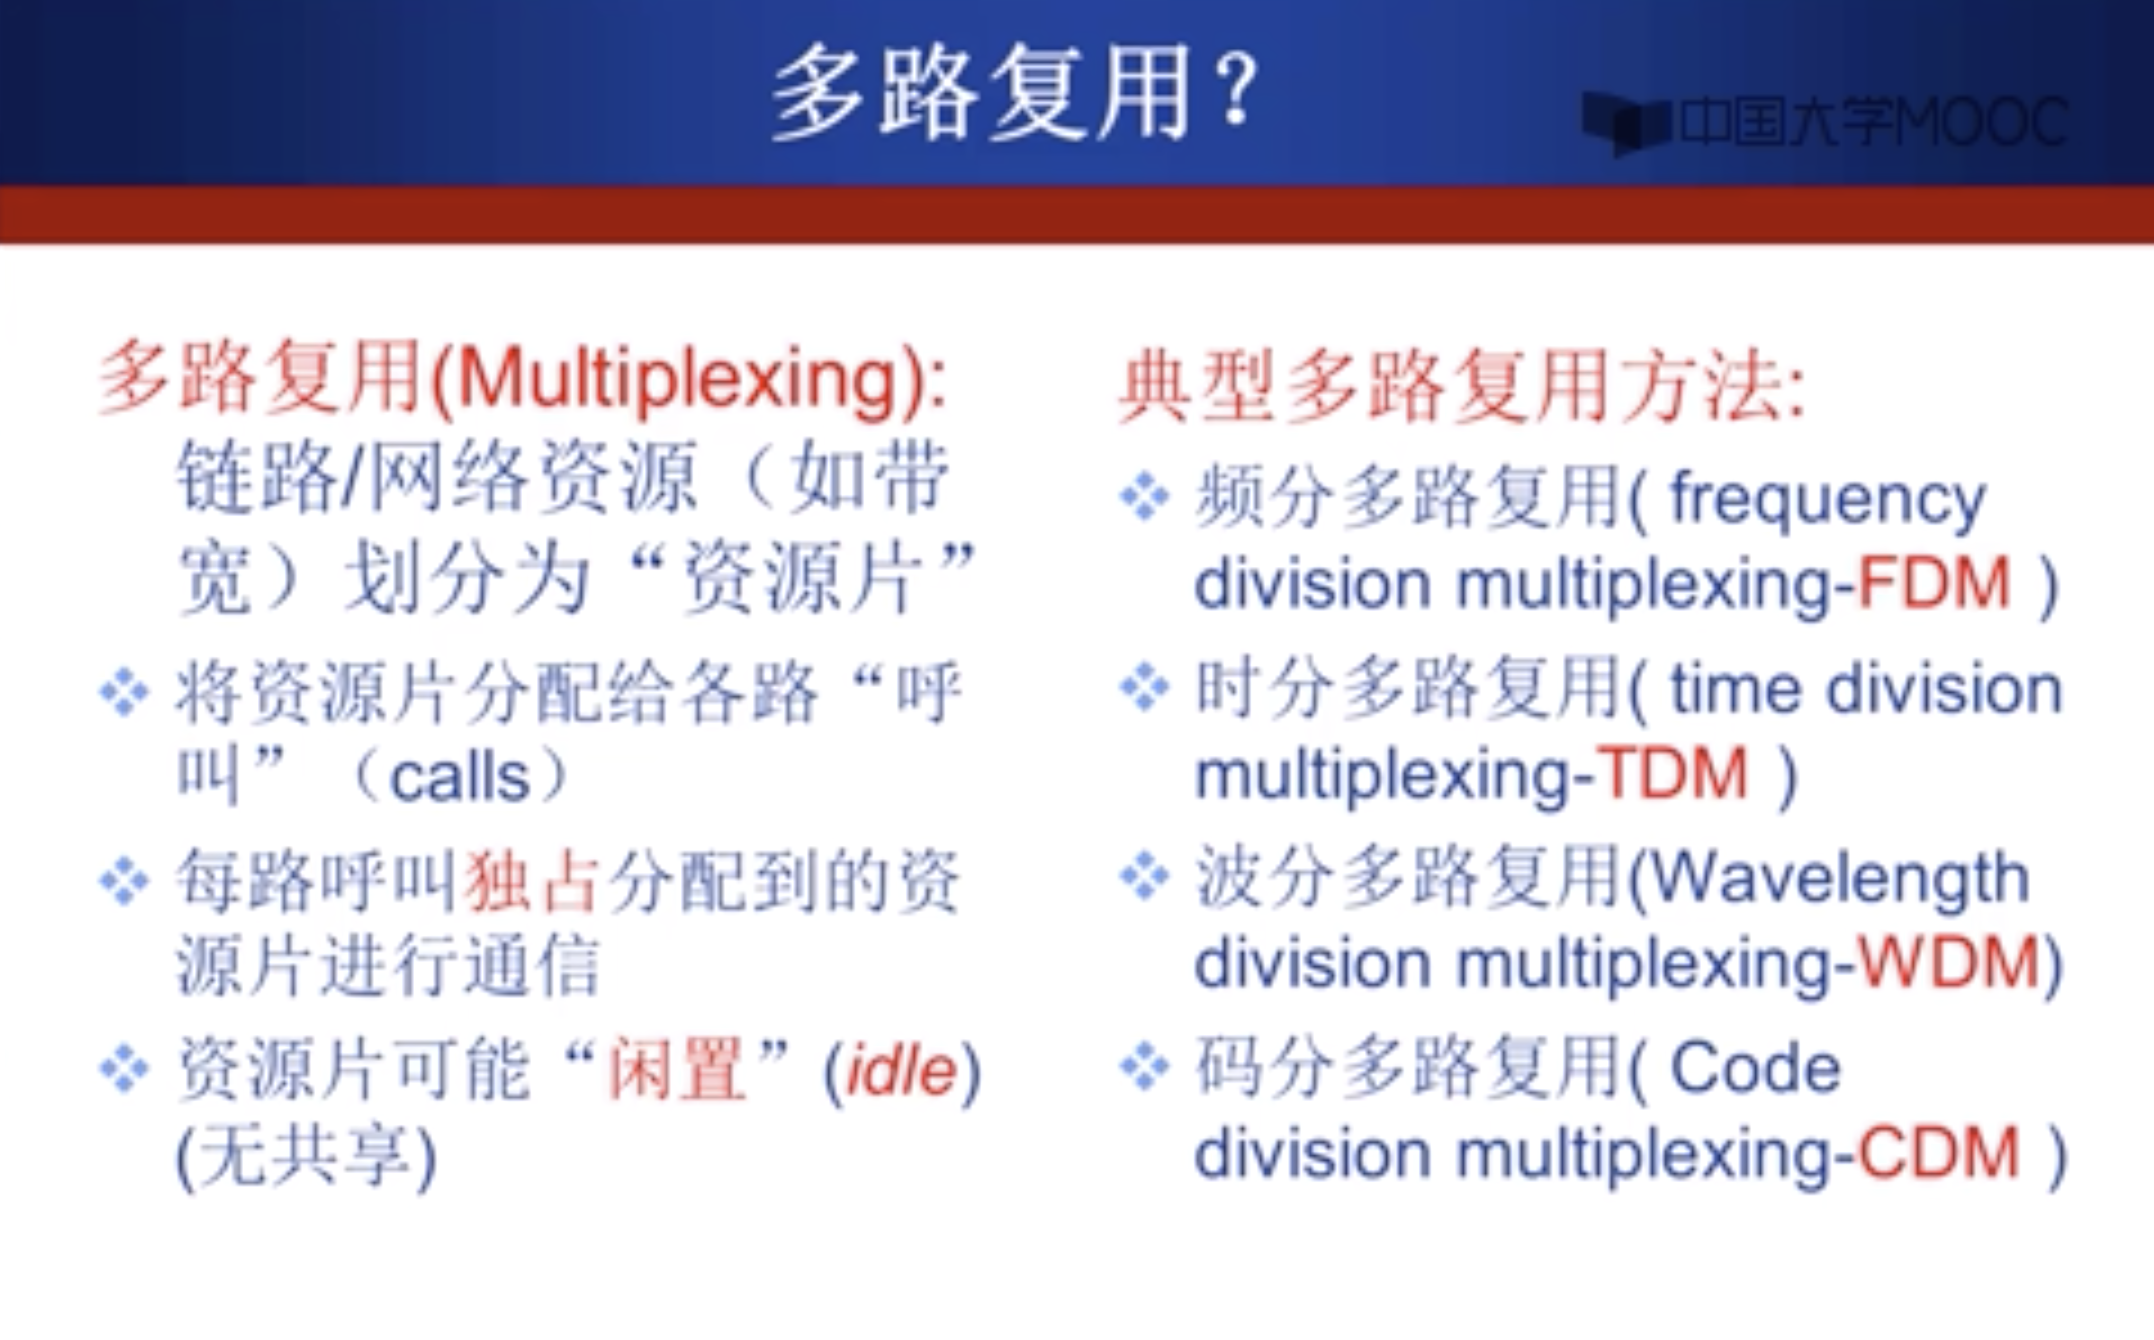 多路复用?
中国大学MOOC
多路复用(Multiplexing):
链路/网络资源（如带
宽）划分为“资源片”
将资源片分配给各路“呼
叫”（calls）
每路呼叫独占分配到的资
源片进行通信
资源片可能“闲置”(idle)
(无共享)
典型多路复用方法:
频分多路复用( frequency
division multiplexing-FDM )
时分多路复用( time division
multiplexing-TDM )
波分多路复用(Wavelength
division multiplexing-WDM)
码分多路复用( Code
division multiplexing-CDM )